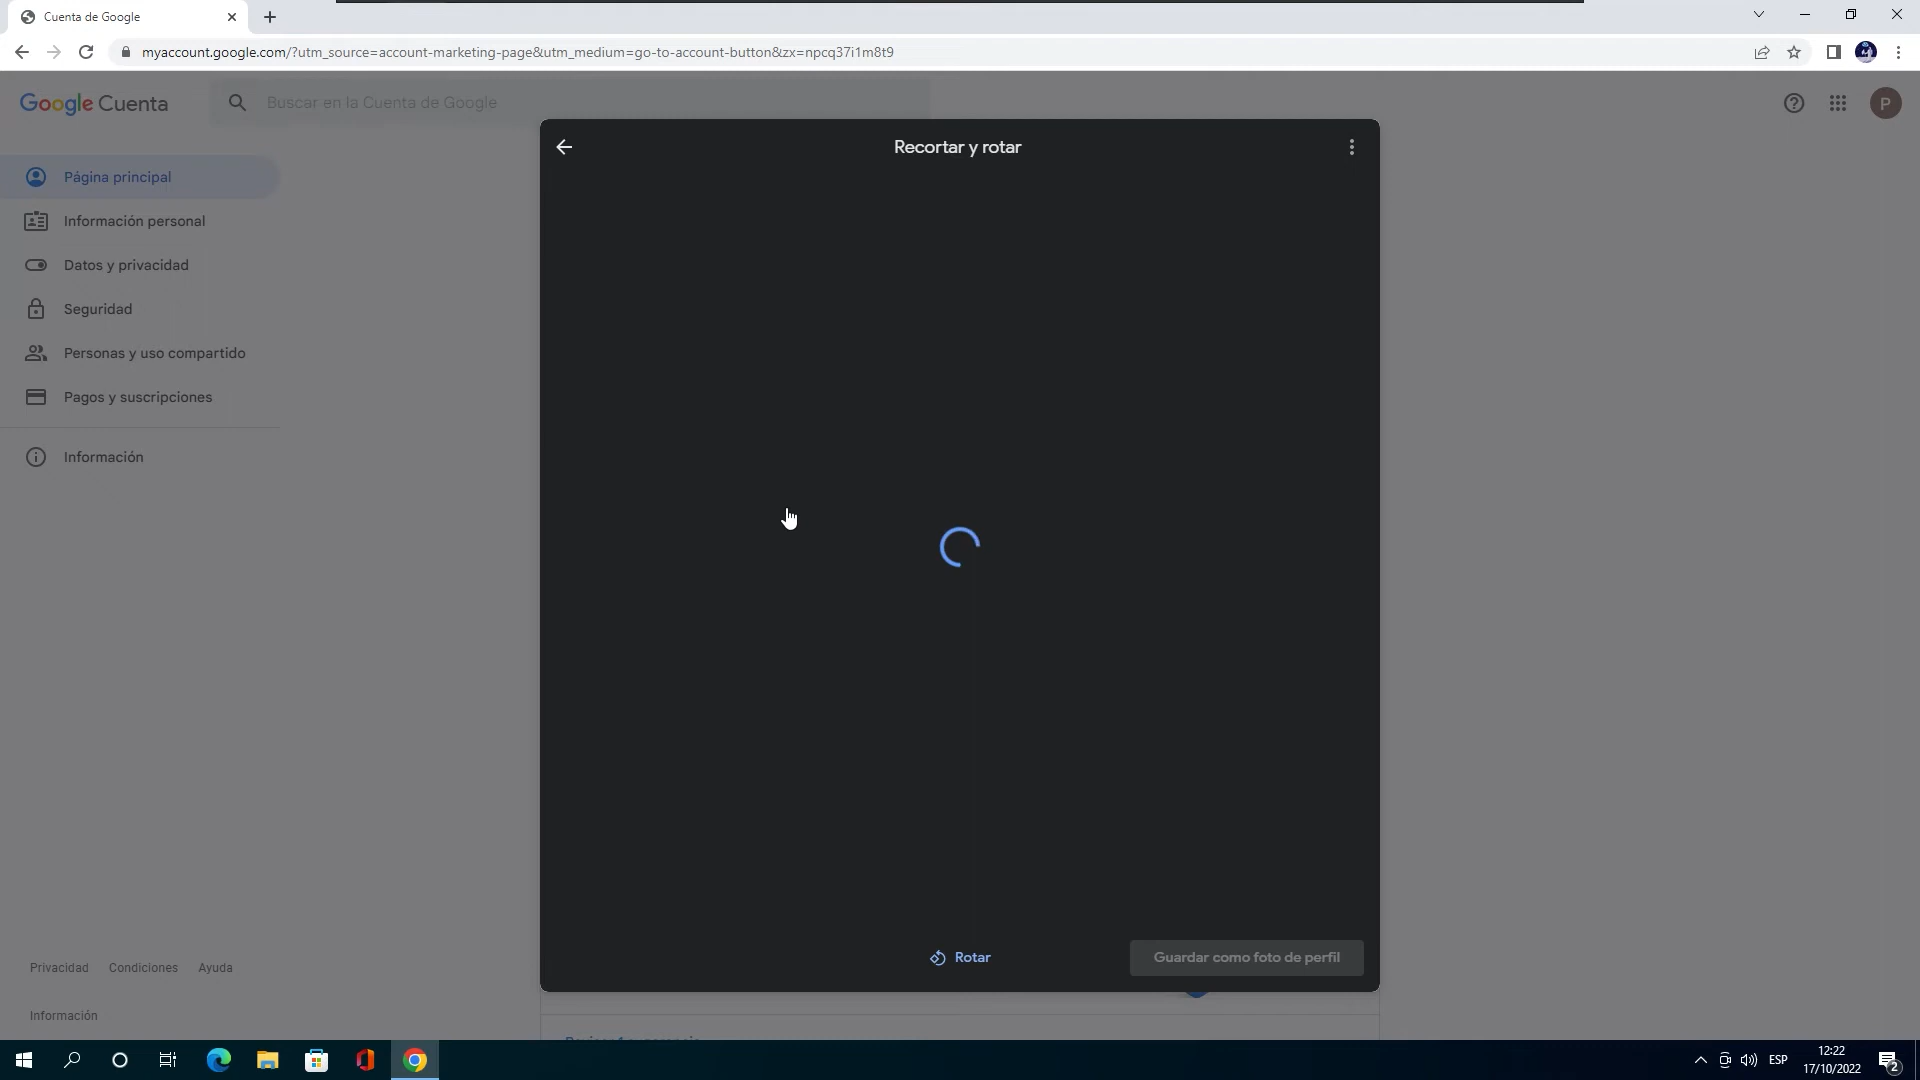 Cuenta de Google
myaccount.google.com/?utm_source=account-marketing-page&utm_medium=go-to-account-button&zx=npcq37i1m8t9
Google Cuenta
Buscar en la Cuenta de Google
P
Recortar y rotar
Página principal
Información personal
Datos y privacidad
Seguridad
Personas y uso compartido
Pagos y suscripciones
Información
Rotar
Guardar como foto de perfil
Privacidad Condiciones Ayuda
Información
ESP
12:22
17/10/2022
2